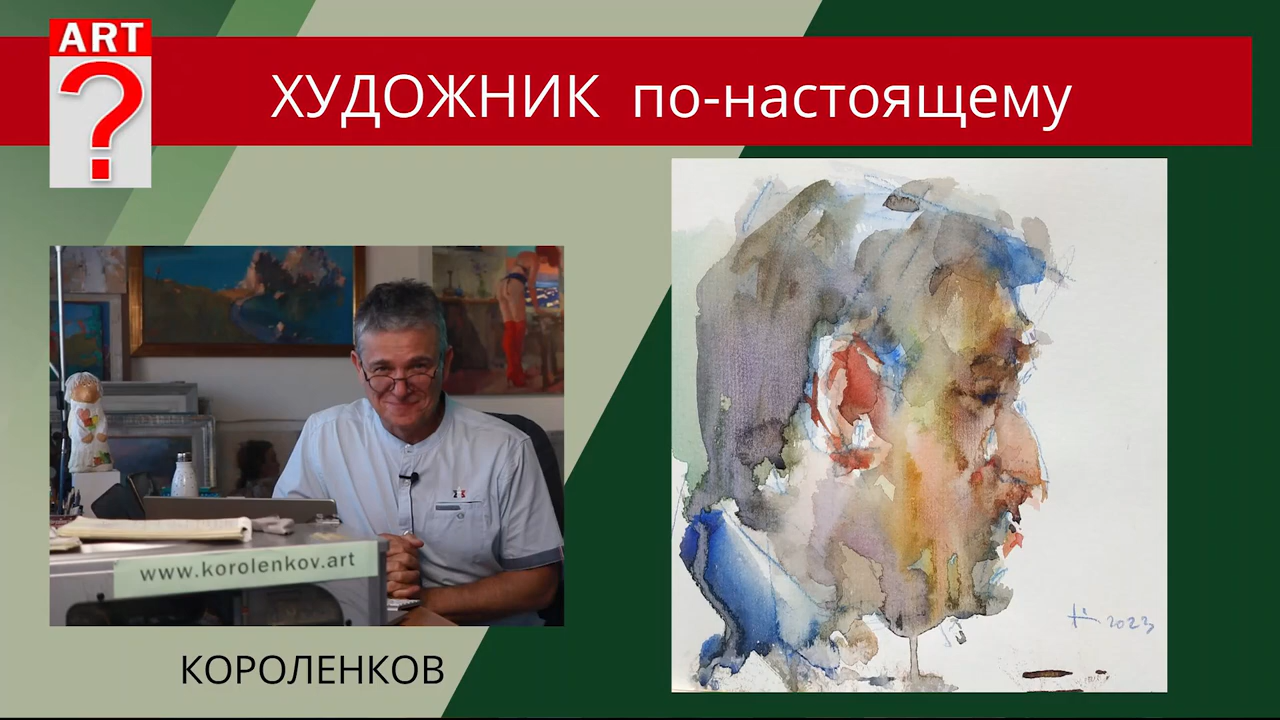 ART
?
ХУДОЖНИК по-настоящему
www.korolenkov.art
2023
КОРОЛЕНКОВ